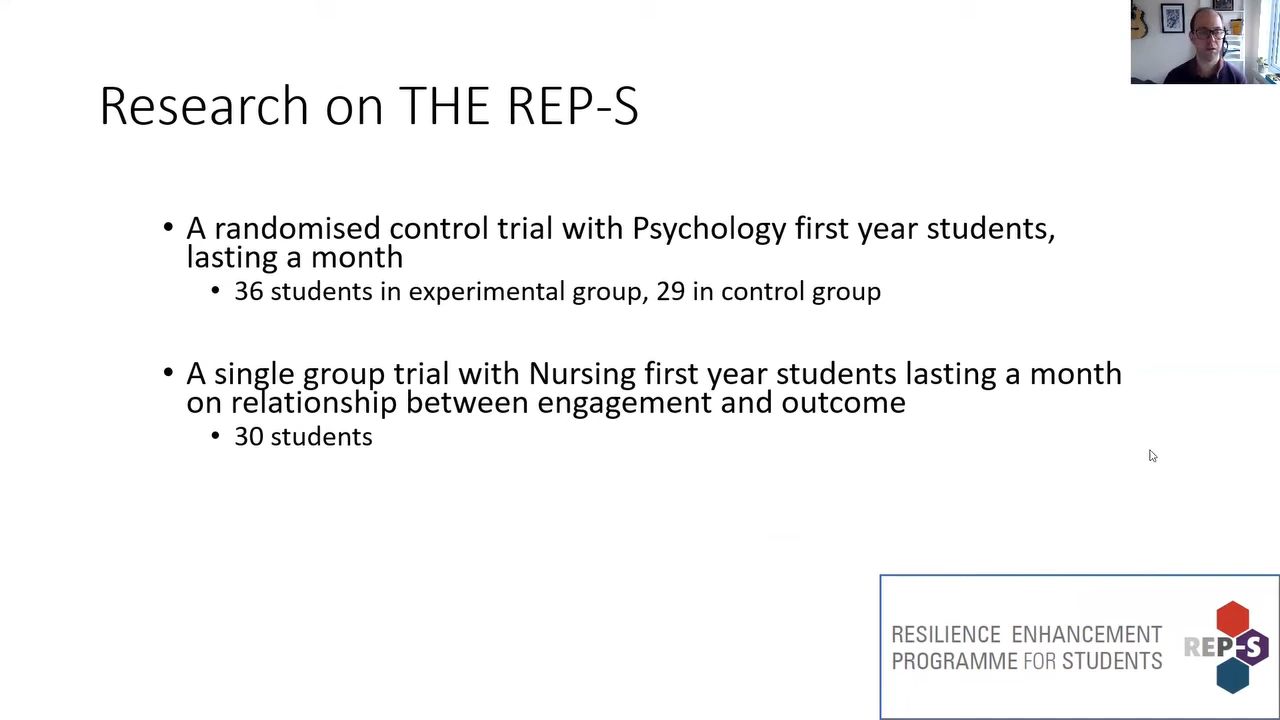 Research on THE REP-S
• A randomised control trial with Psychology first year students,
lasting a month
• 36 students in experimental group, 29 in control group
• A single group trial with Nursing first year students lasting a month
on relationship between engagement and outcome
• 30 students
RESILIENCE ENHANCEMENT
PROGRAMME FOR STUDENTS
REP-S